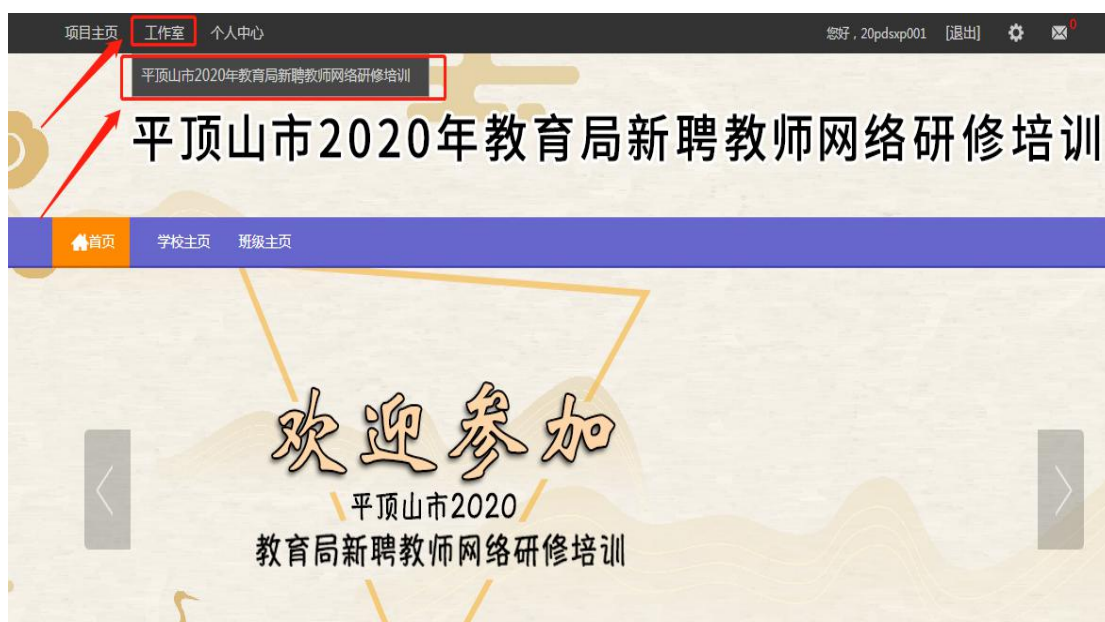 项目主页 工作室 个人中心 您好，20pdsxp001 [退出] 0
平顶山市2020年教育局新聘教师网络研修培训
平顶山市2020年教育局新聘教师网络研修培训
首页 学校主页 班级主页
欢迎参加
平顶山市2020
教育局新聘教师网络研修培训